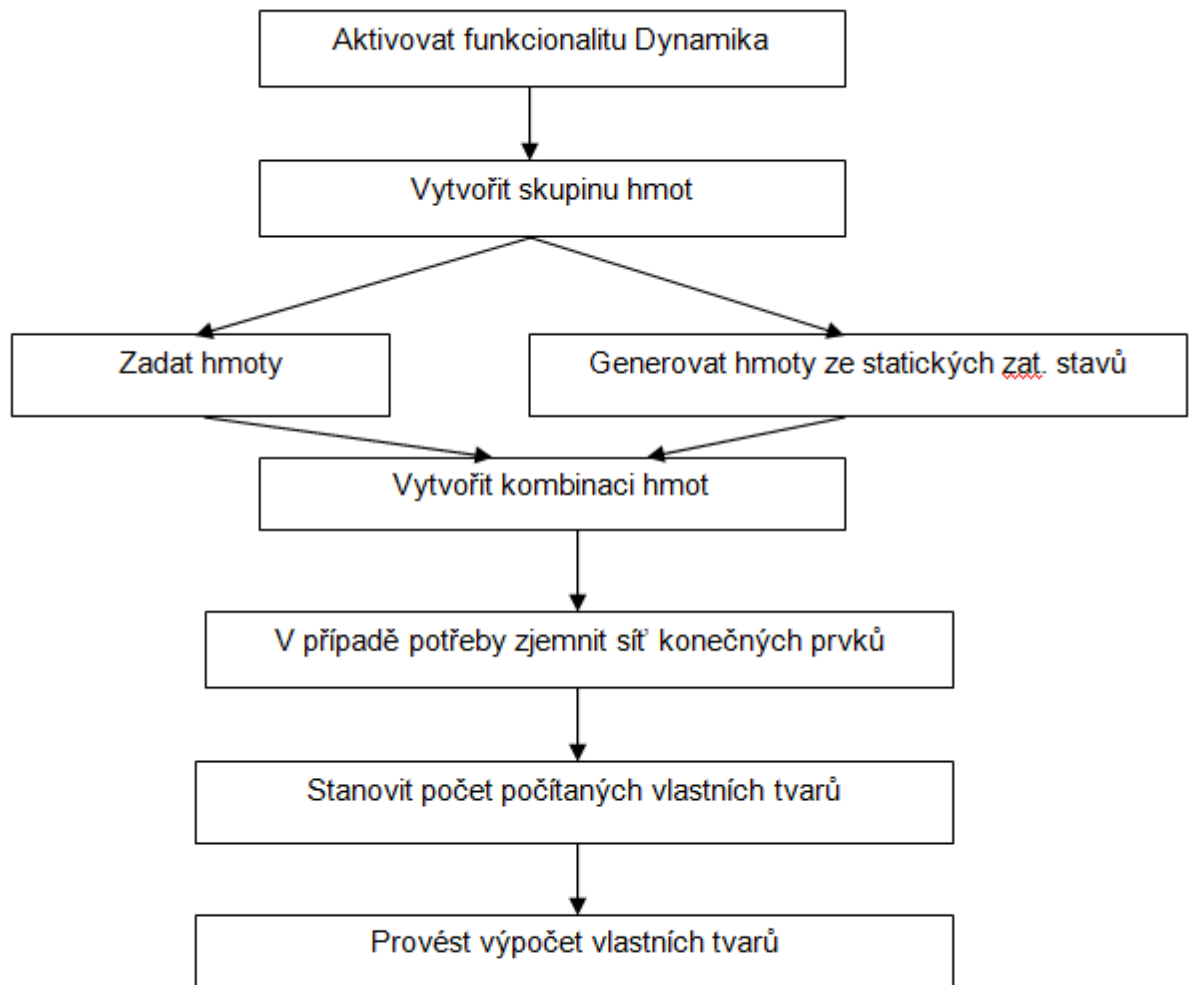 Aktivovat funkcionalitu Dynamika
Vytvořit skupinu hmot
Zadat hmoty
Generovat hmoty ze statických zat. stavů
Vytvořit kombinaci hmot
V případě potřeby zjemnit síť konečných prvků
Stanovit počet počítaných vlastních tvarů
Provést výpočet vlastních tvarů